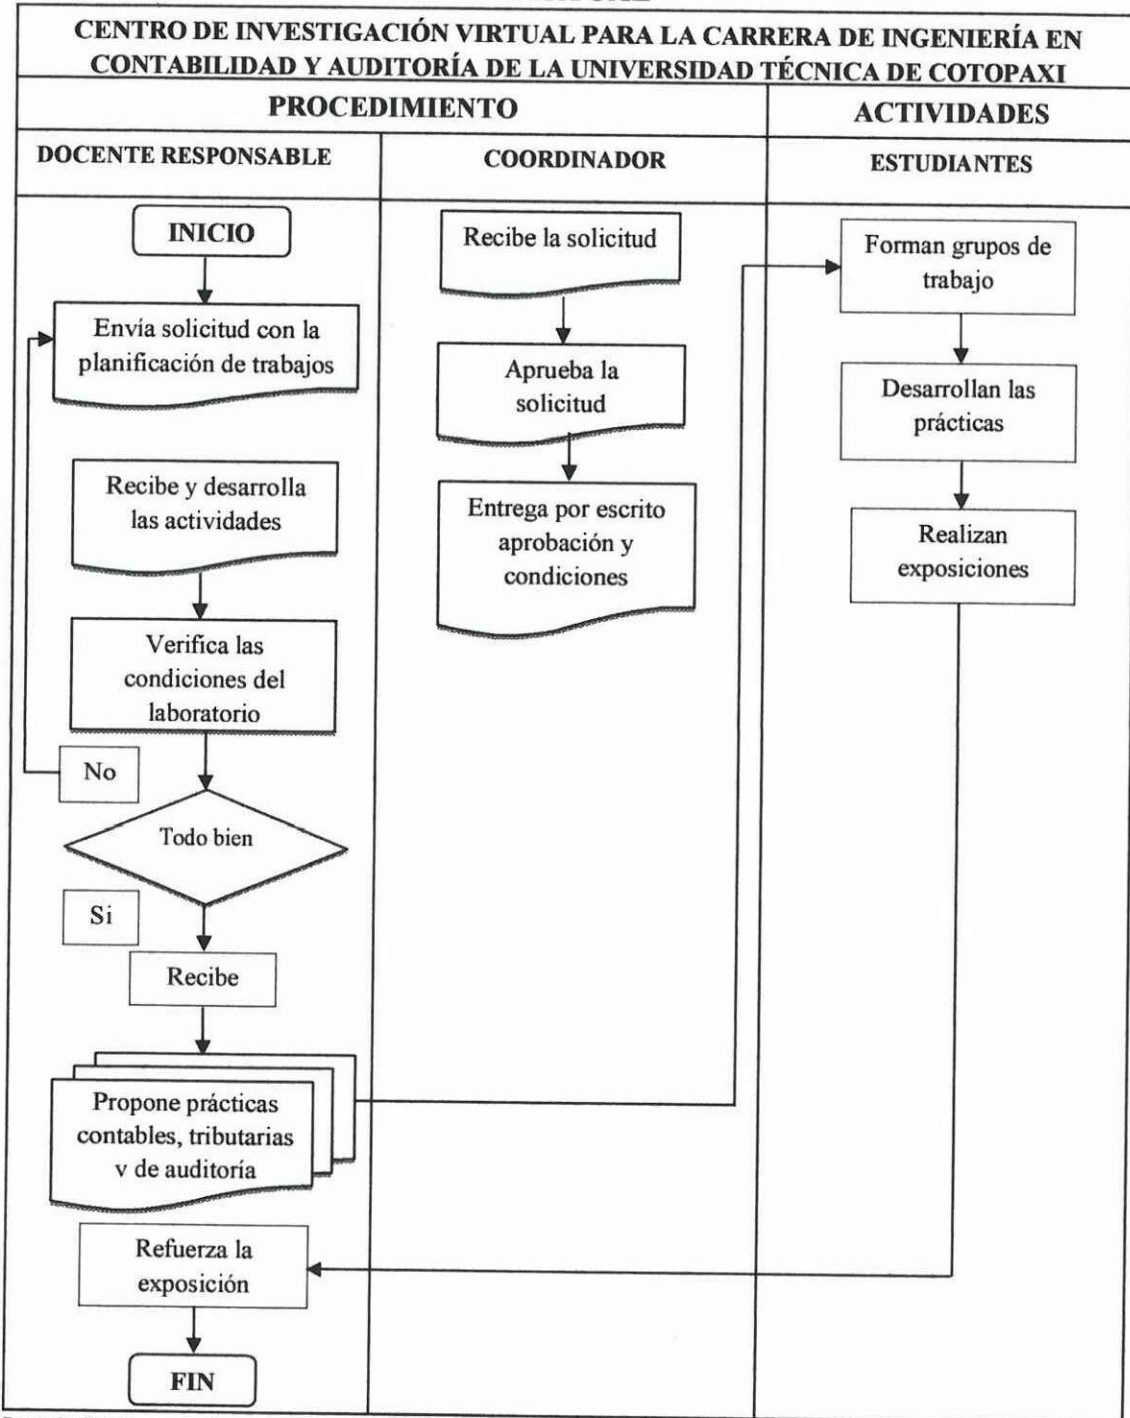 CENTRO DE INVESTIGACIÓN VIRTUAL PARA LA CARRERA DE INGENIERÍA EN
CONTABILIDAD Y AUDITORÍA DE LA UNIVERSIDAD TÉCNICA DE COTOPAXI
PROCEDIMIENTO
ACTIVIDADES
DOCENTE RESPONSABLE
COORDINADOR
ESTUDIANTES
INICIO
Envía solicitud con la
planificación de trabajos
Recibe y desarrolla
las actividades
Verifica las
condiciones del
laboratorio
No
Todo bien
Si
Recibe
Propone prácticas
contables, tributarias
v de auditoría
Refuerza la
exposición
FIN
Recibe la solicitud
Aprueba la
solicitud
Entrega por escrito
aprobación y
condiciones
Forman grupos de
trabajo
Desarrollan las
prácticas
Realizan
exposiciones